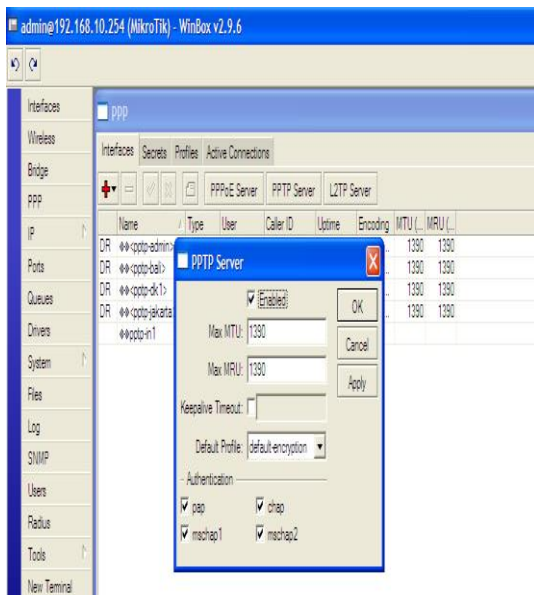 admin@192.168.10.254 (MikroTik) - WinBox v2.9.6
Interfaces
Wireless
Bridge
PPP
IP
Ports
Queues
Drivers
System
Files
Log
SNMP
Users
Radius
Tools
New Terminal
PPP
Interfaces Secrets Profiles Active Connections
PPPoE Server PPTP Server L2TP Server
Name Type User Caller ID Uptime Encoding MTU (... MRU (...
DR <pptp-admin> 1390 1390
DR <pptp-bali> 1390 1390
DR <pptp-dk1> 1390 1390
DR <pptp-jakarta 1390 1390
pptp-in1
PPTP Server
Enabled
Max MTU: 1390
Max MRU: 1390
Keepalive Timeout:
Default Profile: default-encryption
Authentication
pap chap
mschap1 mschap2
OK
Cancel
Apply